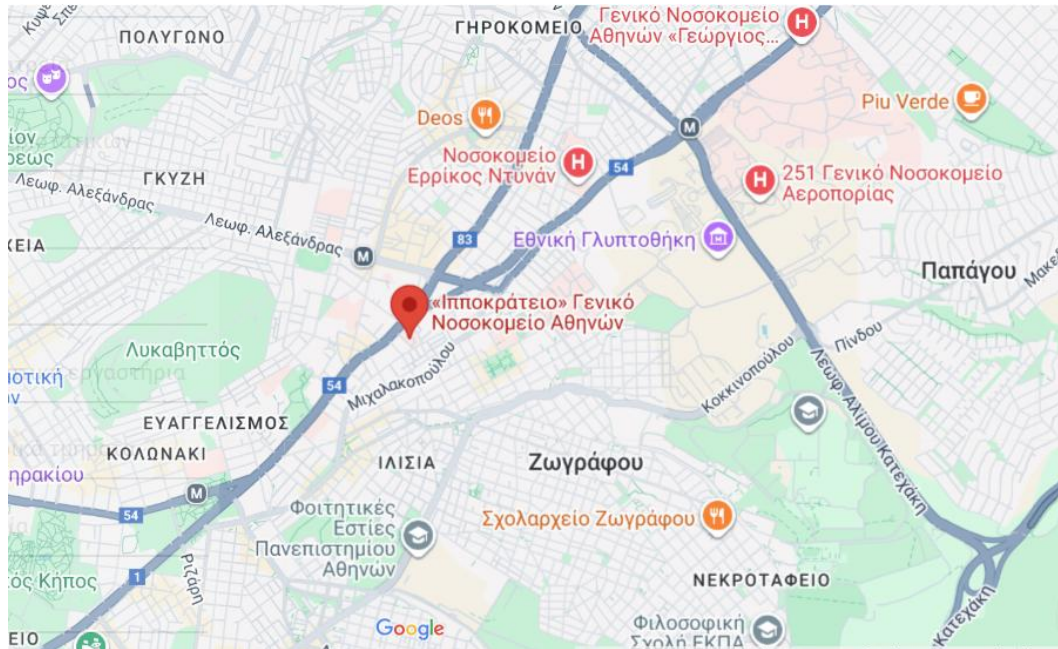 ΠΟΛΥΓΩΝΟ
ΓΗΡΟΚΟΜΕΙΟ
Γενικό Νοσοκομείο
Αθηνών «Γεώργιος...
Deos
Piu Verde
Νοσοκομείο
Ερρίκος Ντυνάν
54
251 Γενικό Νοσοκομείο
Αεροπορίας
ΓΚΥΖΗ
Λεωφ. Αλεξάνδρας
Λεωφ. Αλεξάνδρας
83
Εθνική Γλυπτοθήκη
Παπάγου
«Ιπποκράτειο» Γενικό
Νοσοκομείο Αθηνών
Λυκαβηττός
Μιχαλακοπούλου
Κοκκινοπούλου
Πίνδου
Λεωφ. Αλίμου Κατεχάκη
54
ΕΥΑΓΓΕΛΙΣΜΟΣ
ΚΟΛΩΝΑΚΙ
ΙΛΙΣΙΑ
Ζωγράφου
54
Φοιτητικές
Εστίες
Πανεπιστημίου
Αθηνών
Σχολαρχείο Ζωγράφου
Ριζάρη
1
ΝΕΚΡΟΤΑΦΕΙΟ
Κατεχάκη
Google
Φιλοσοφική
Σχολή ΕΚΠΑ